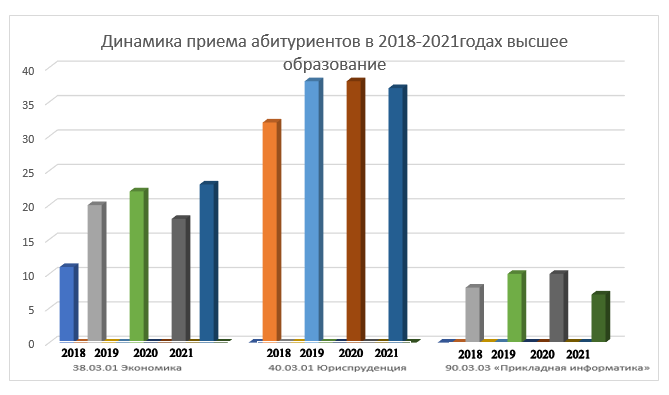 Динамика приема абитуриентов в 2018-2021годах высшее
образование
40
35
30
25
20
15
10
5
0
2018 2019 2020 2021 2018 2019 2020 2021 2018 2019 2020 2021
38.03.01 Экономика 40.03.01 Юриспруденция 90.03.03 «Прикладная информатика»